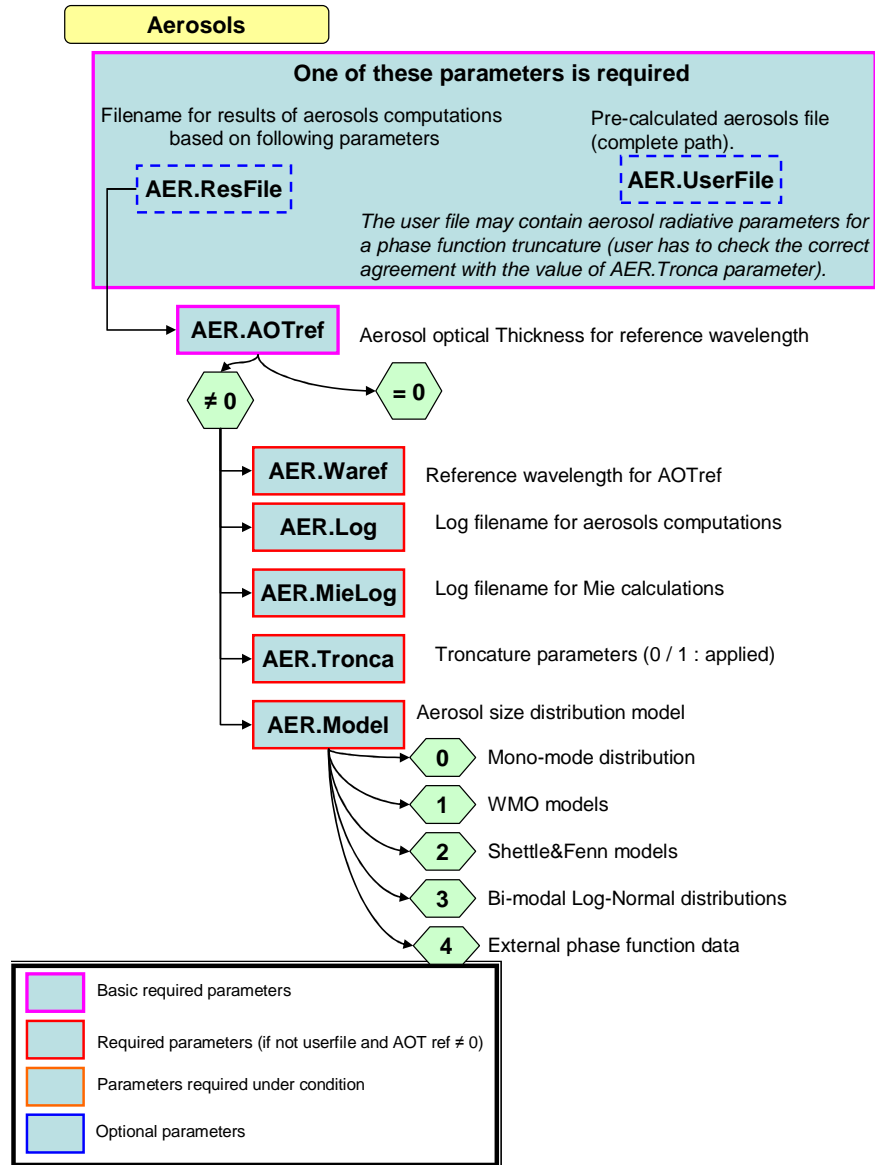 Aerosols
One of these parameters is required
Filename for results of aerosols computations
based on following parameters
AER.ResFile
Pre-calculated aerosols file
(complete path).
AER.UserFile
The user file may contain aerosol radiative parameters for
a phase function truncature (user has to check the correct
agreement with the value of AER.Tronca parameter).
AER.AOTref
Aerosol optical Thickness for reference wavelength
≠ 0
= 0
AER.Waref
Reference wavelength for AOTref
AER.Log
Log filename for aerosols computations
AER.MieLog
Log filename for Mie calculations
AER.Tronca
Troncature parameters (0 / 1 : applied)
AER.Model
Aerosol size distribution model
0
Mono-mode distribution
1
WMO models
2
Shettle&Fenn models
3
Bi-modal Log-Normal distributions
4
External phase function data
Basic required parameters
Required parameters (if not userfile and AOT ref ≠ 0)
Parameters required under condition
Optional parameters